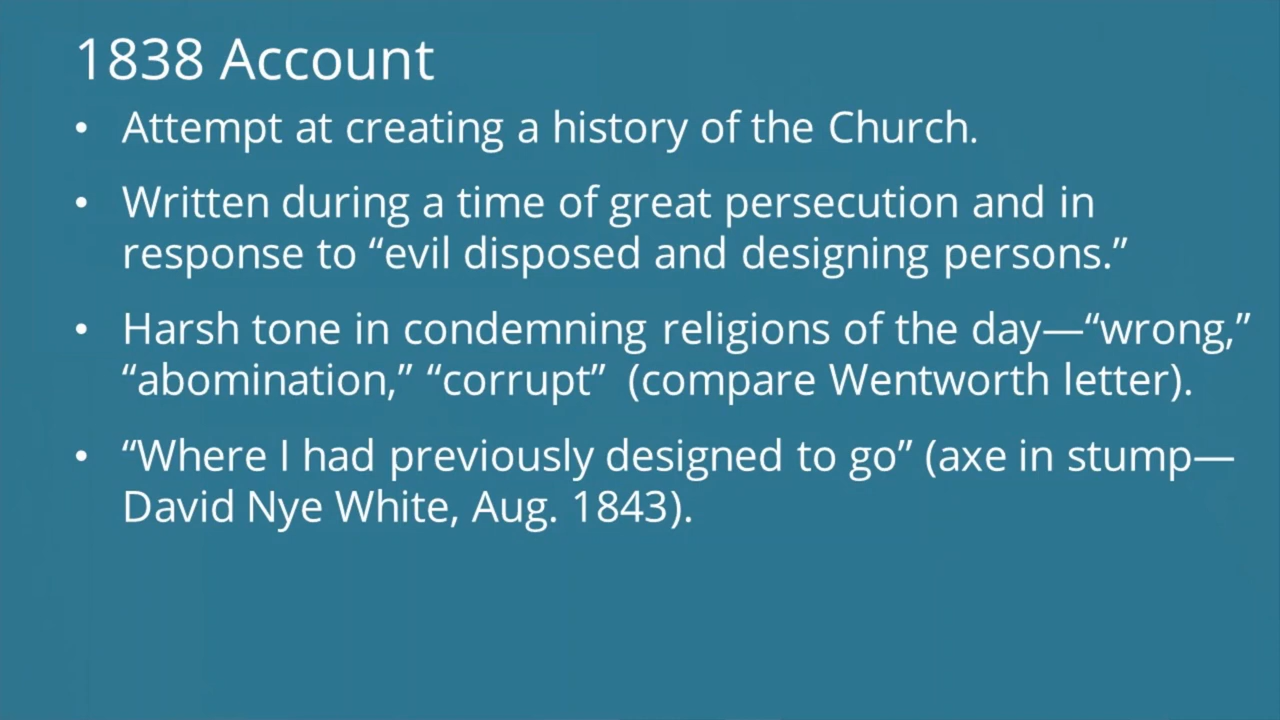 1838 Account
• Attempt at creating a history of the Church.
• Written during a time of great persecution and in
response to “evil disposed and designing persons.”
• Harsh tone in condemning religions of the day—“wrong,”
“abomination,” “corrupt”  (compare Wentworth letter).
• “Where I had previously designed to go” (axe in stump—
David Nye White, Aug. 1843).